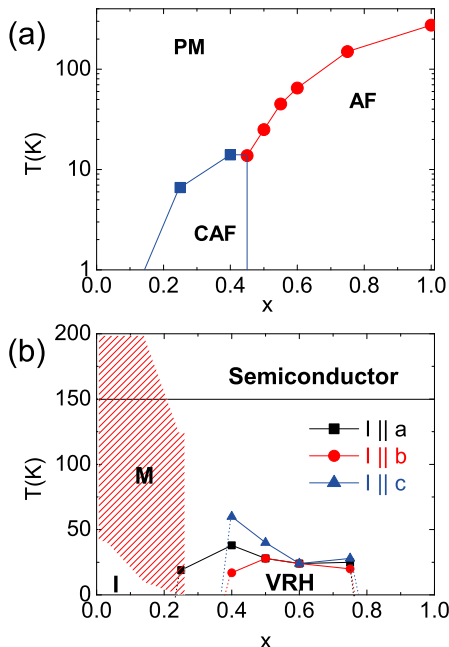 (a)
PM
AF
CAF
100
10
1
T(K)
0.0 0.2 0.4 0.6 0.8 1.0
x
(b)
200
150
100
50
0
T(K)
Semiconductor
I || a
I || b
I || c
M
I
VRH
0.0 0.2 0.4 0.6 0.8 1.0
x